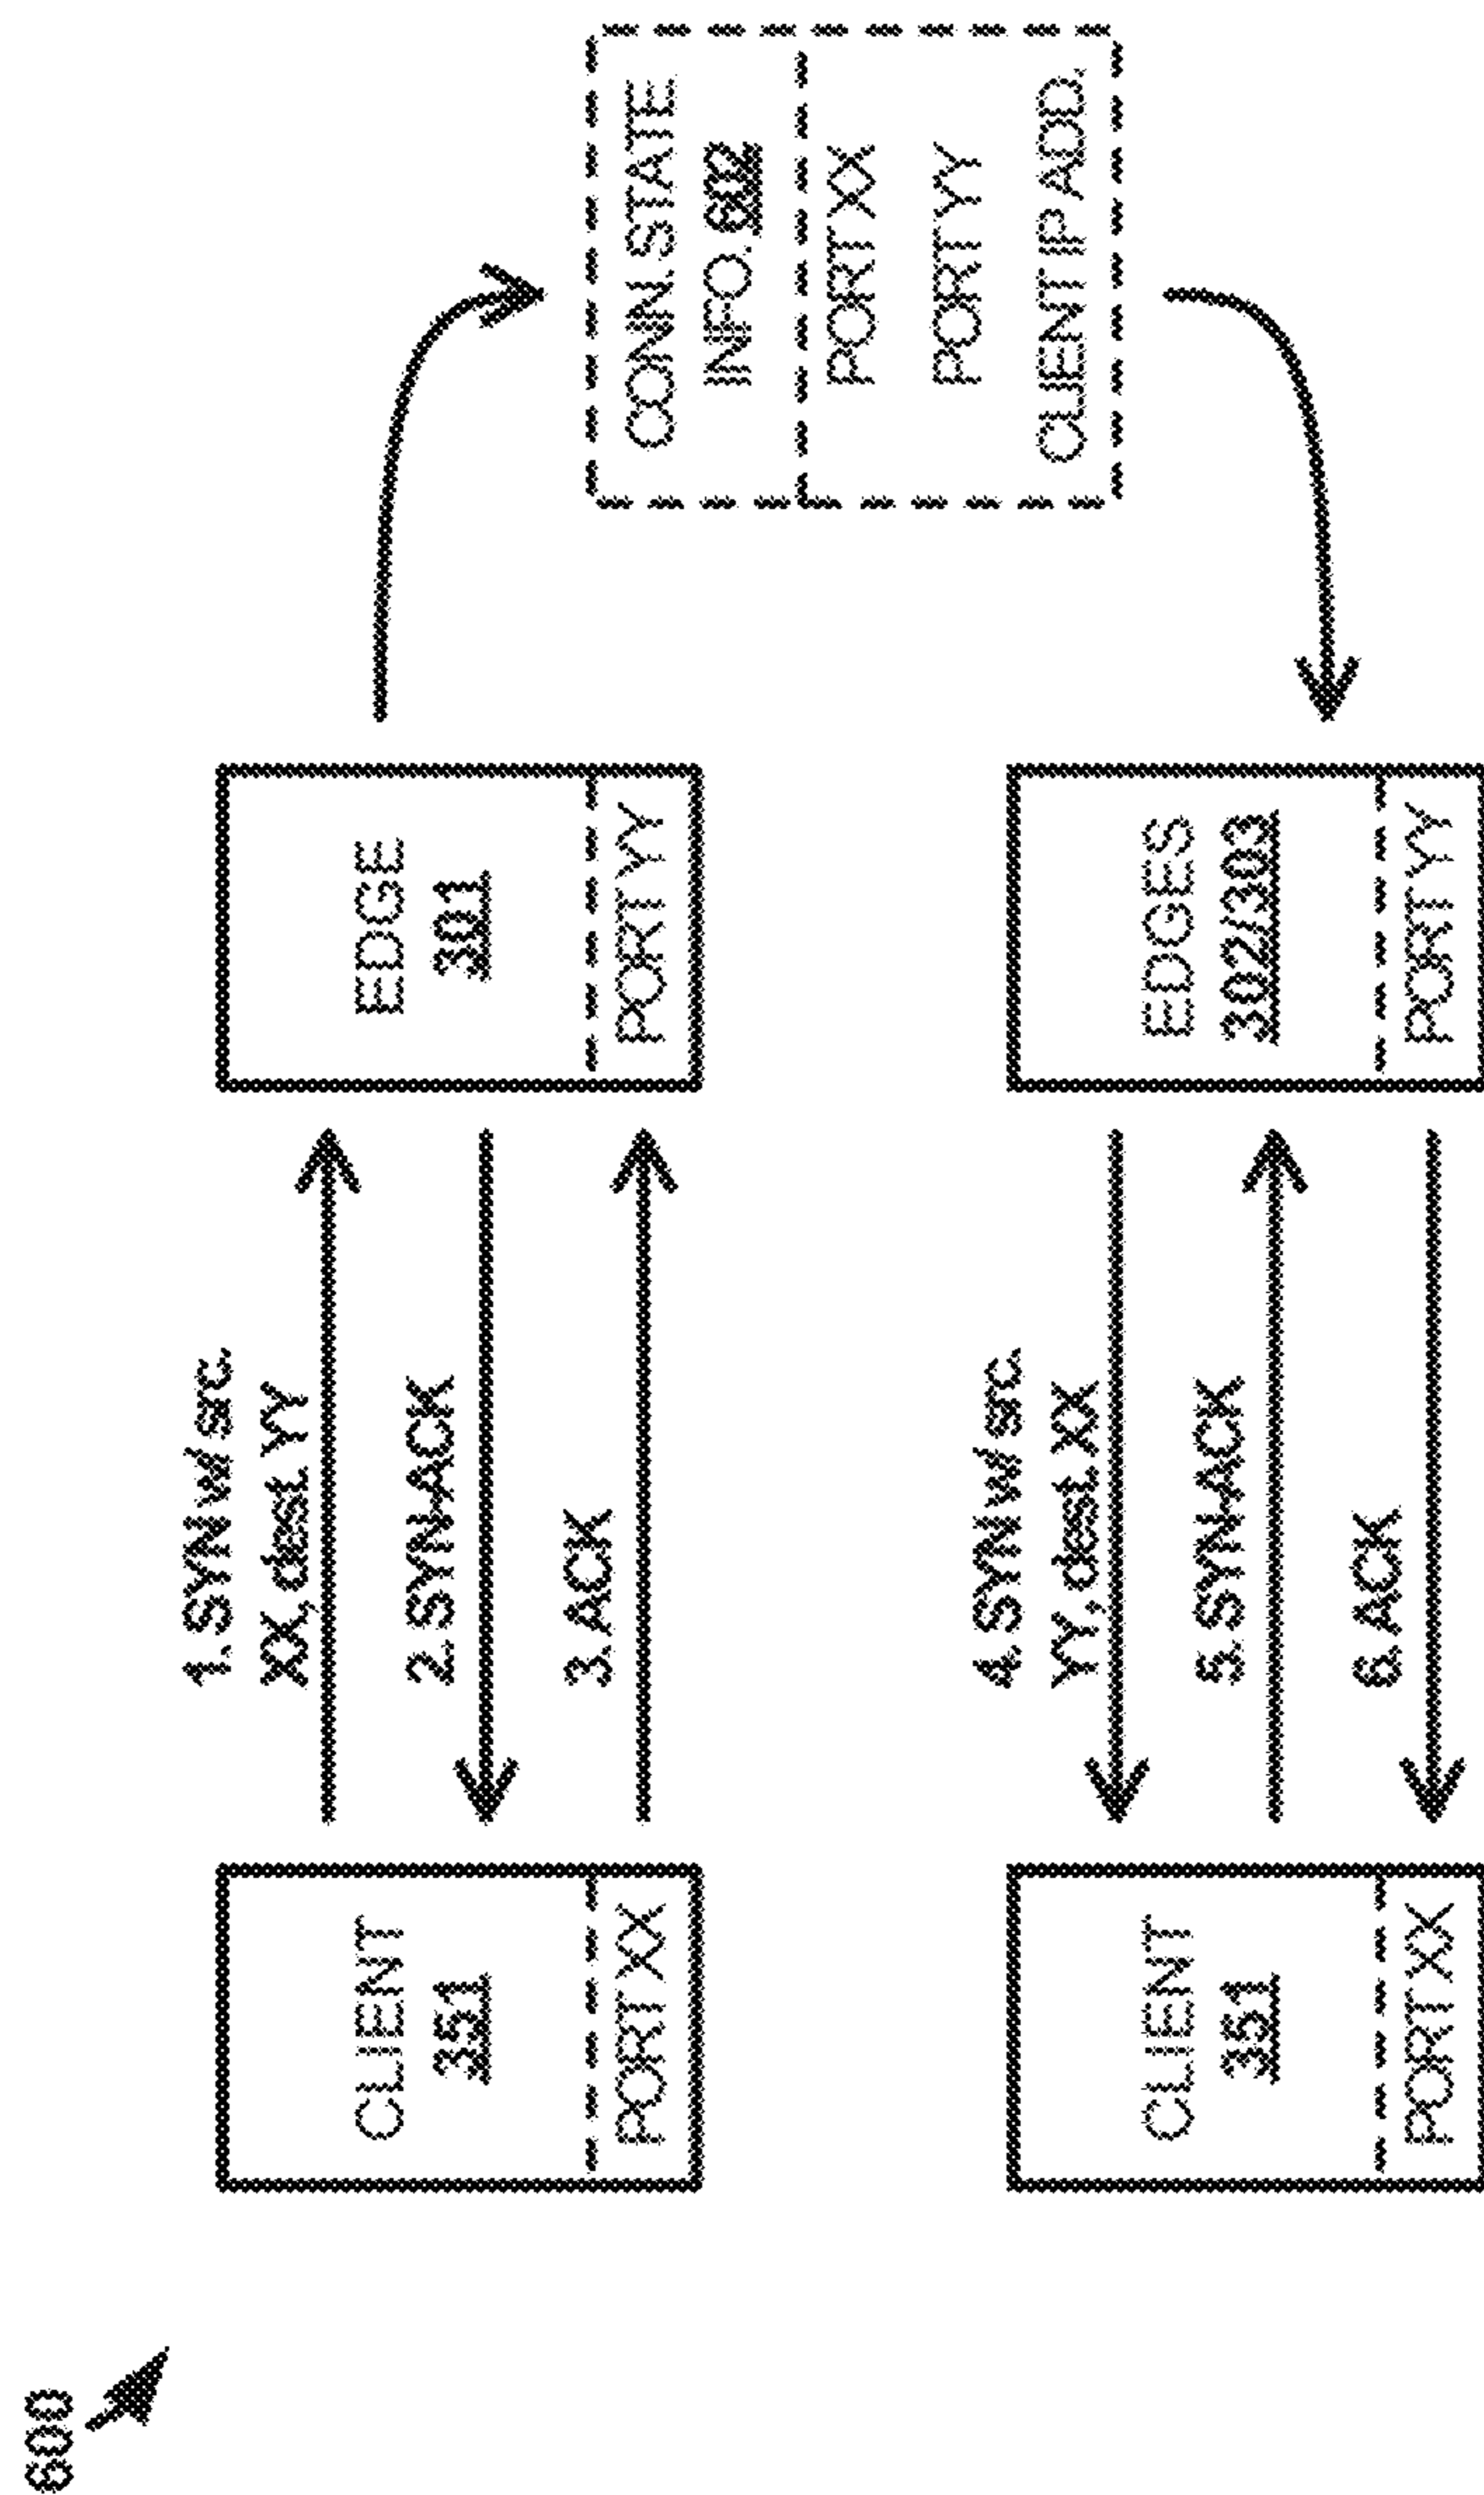 600
CLIENT
351
PORT XX
1. SYN w/ src.
XX, dest. YY
2. SYN-ACK
3. ACK
EDGE
301
PORT YY
CONN. STATE
INFO. 602
PORT XX
PORT YY
CLIENT IP ADD.
CLIENT
351
PORT XX
4. SYN w/ src.
YY, dest. XX
5. SYN-ACK
6. ACK
EDGES
302/303
PORT YY